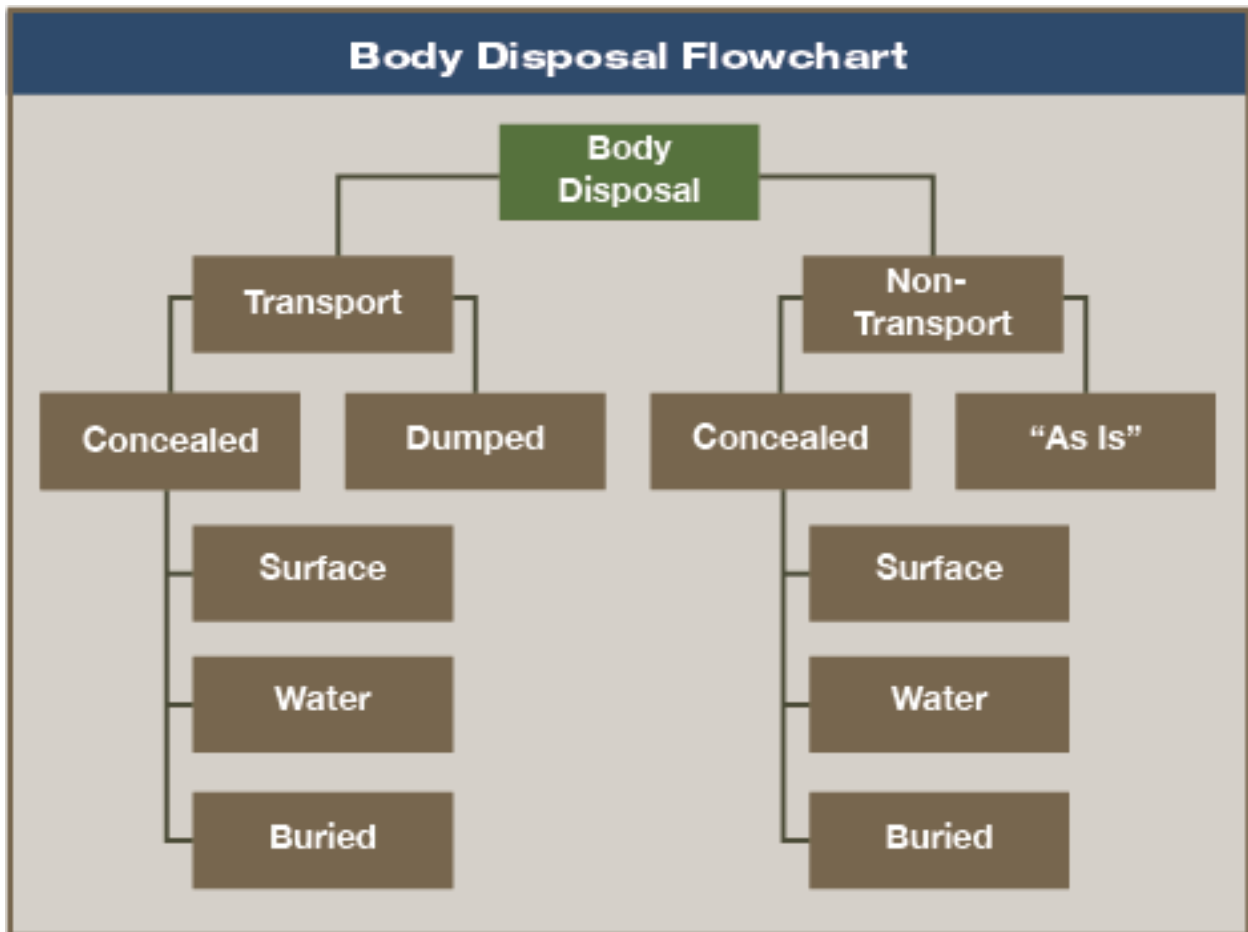 Body Disposal Flowchart
Body
Disposal
Transport
Non-
Transport
Concealed
Dumped
Concealed
“As Is”
Surface
Surface
Water
Water
Buried
Buried